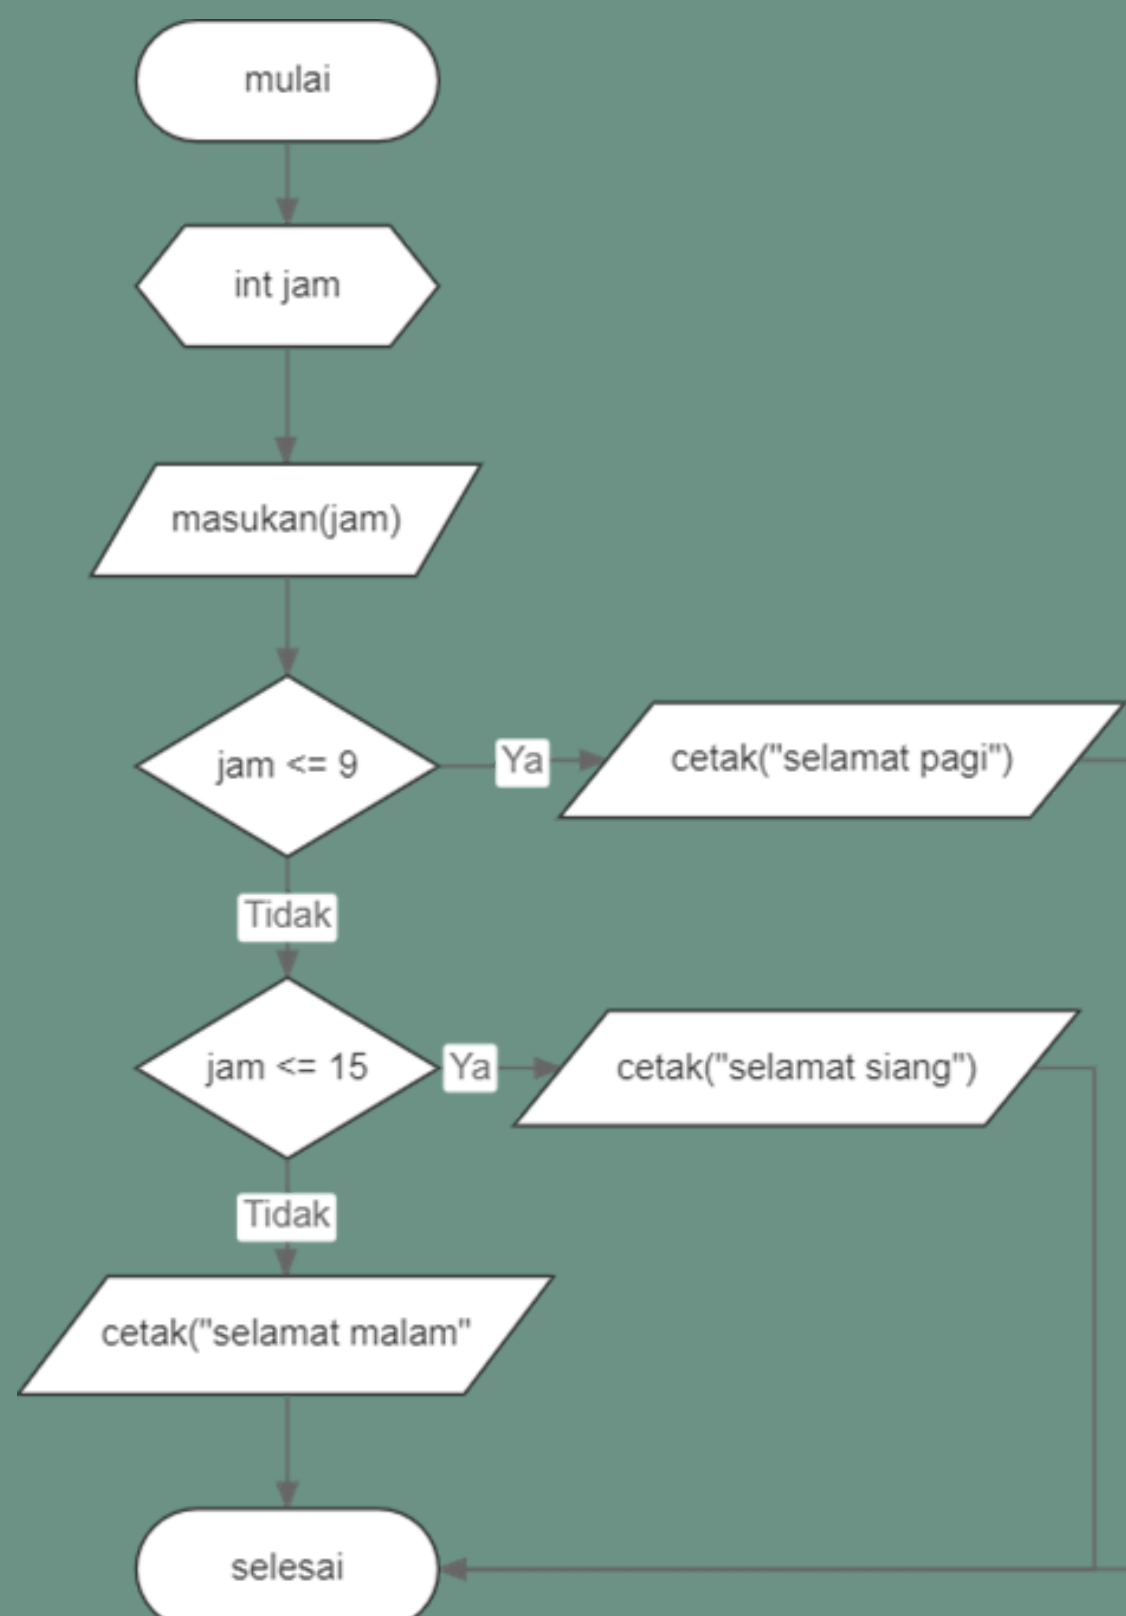 mulai
int jam
masukan(jam)
jam <= 9
Ya
cetak("selamat pagi")
Tidak
jam <= 15
Ya
cetak("selamat siang")
Tidak
cetak("selamat malam"
selesai